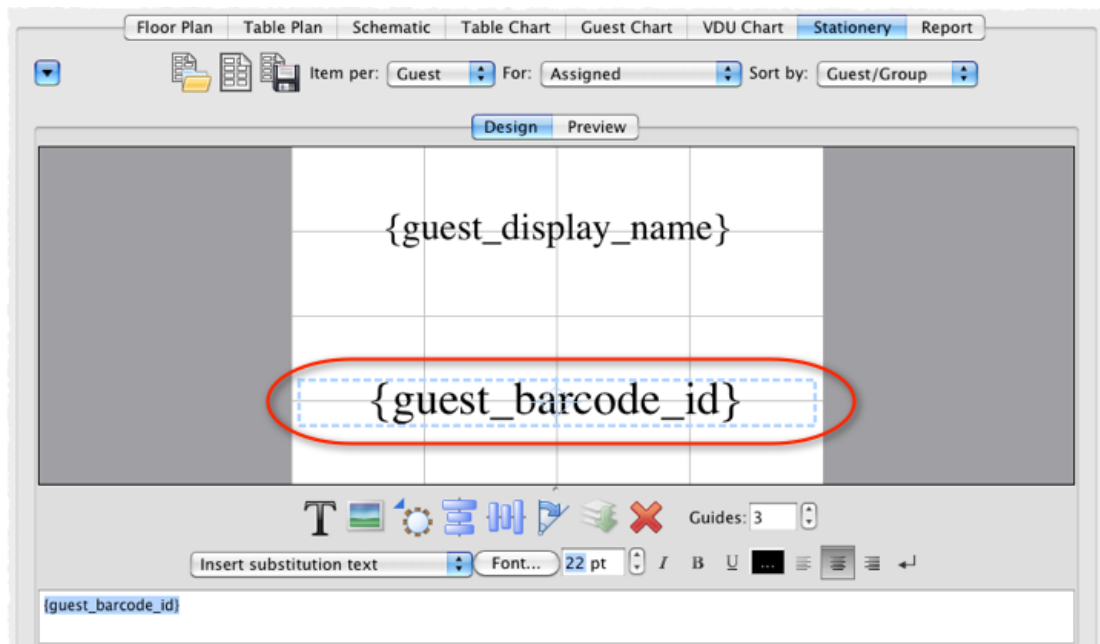 Floor Plan Table Plan Schematic Table Chart Guest Chart VDU Chart Stationery Report
Item per: Guest For: Assigned Sort by: Guest/Group
Design Preview
{guest_display_name}
{guest_barcode_id}
T Guides: 3
Insert substitution text Font... 22 pt I B U ...
{guest_barcode_id}